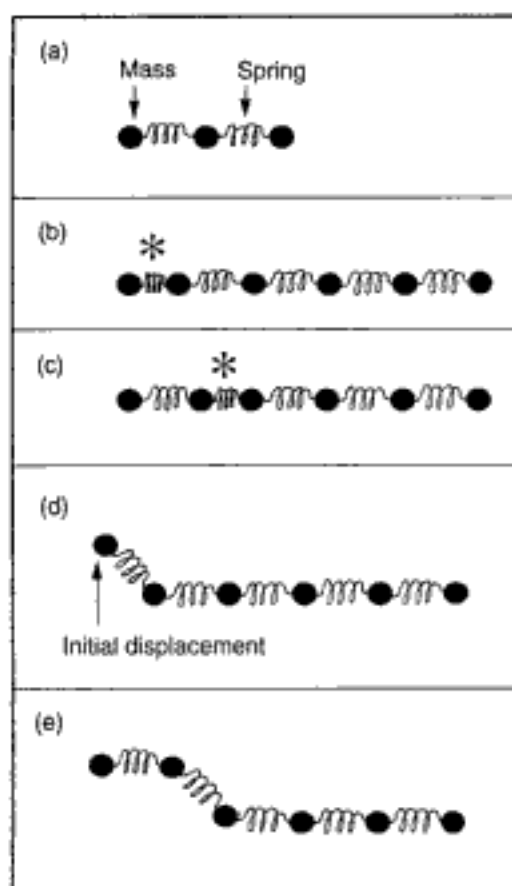 (a)
Mass Spring
(b)
*
(c)
*
(d)
Initial displacement
(e)